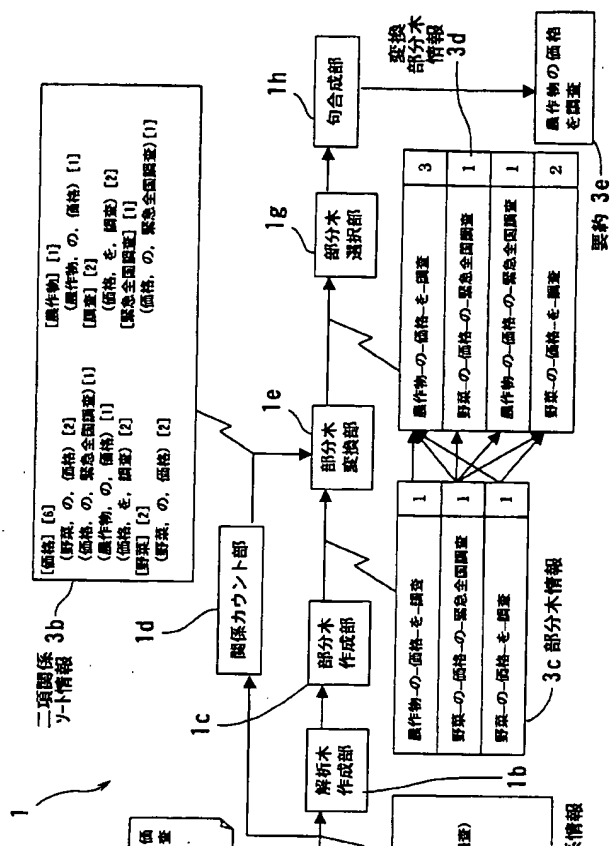 1
二項関係
ソート情報
3b
[価格] [6]
(野菜, の, 価格) [2]
(価格, の, 緊急全国調査) [1]
(農作物, の, 価格) [1]
(価格, を, 調査) [2]
[野菜] [2]
(野菜, の, 価格) [2]
[農作物] [1]
(農作物, の, 価格) [1]
[調査] [2]
(価格, を, 調査) [2]
[緊急全国調査] [1]
(価格, の, 緊急全国調査) [1]
1d
関係カウント部
1c
1b
解析木
作成部
部分木
作成部
1e
部分木
変換部
1g
部分木
選択部
1h
句合成部
農作物-の-価格-を-調査
1
野菜-の-価格-の-緊急全国調査
1
野菜-の-価格-を-調査
1
3c 部分木情報
変換
部分木
情報
3d
農作物-の-価格-を-調査
3
野菜-の-価格-の-緊急全国調査
1
農作物-の-価格-の-緊急全国調査
1
野菜-の-価格-を-調査
2
農作物の価格
を調査
要約 3e
価
査
査)
係情報